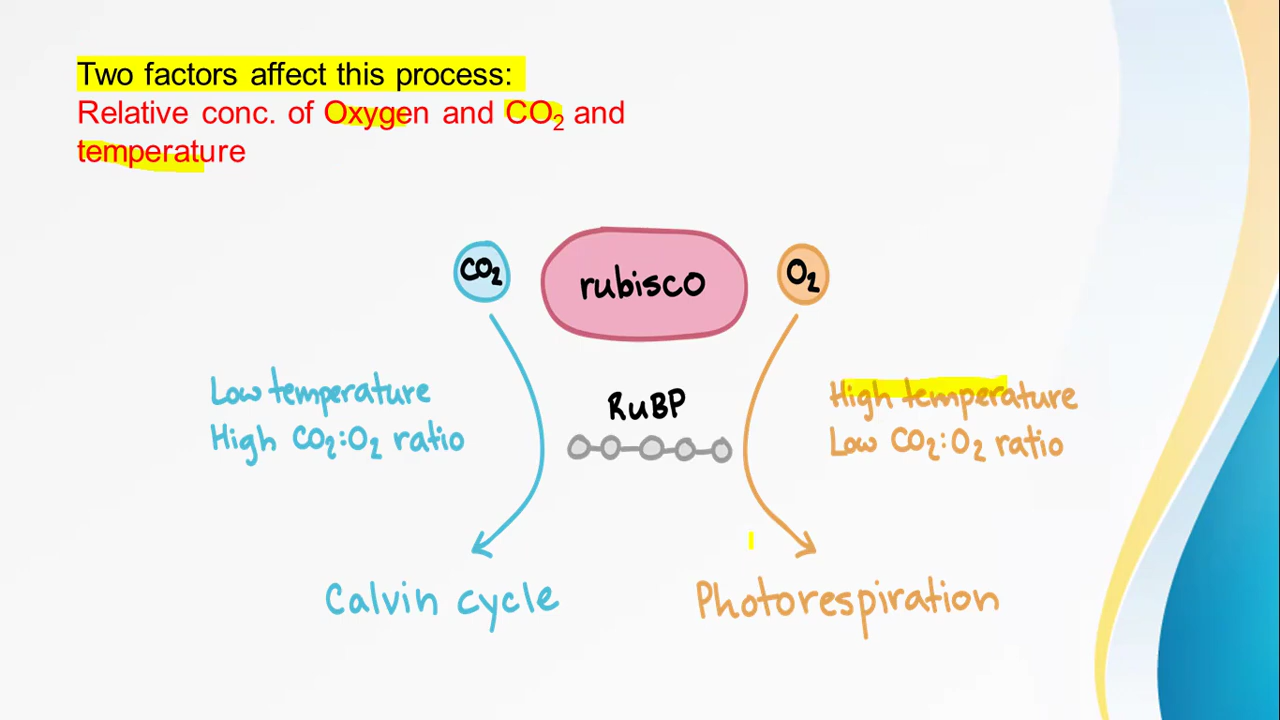 Two factors affect this process:
Relative conc. of Oxygen and CO₂ and
temperature
CO₂
rubisco
O₂
Low temperature
High CO₂:O₂ ratio
RuBP
High temperature
Low CO₂:O₂ ratio
Calvin cycle
Photorespiration